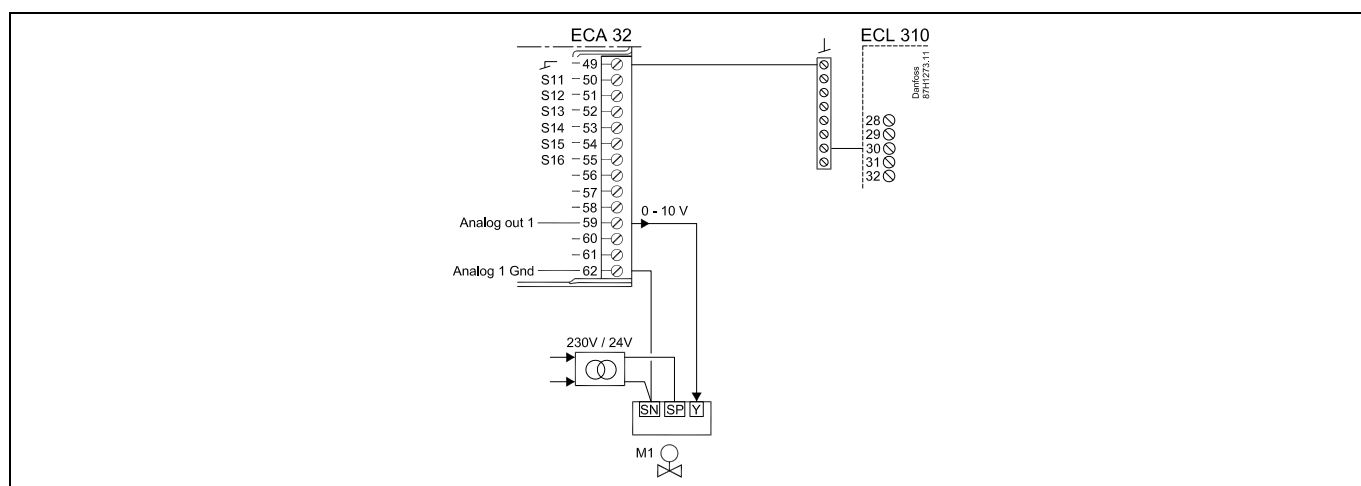 ECA 32
ECL 310
Danfoss
87H1273.11
49
S11 50
S12 51
S13 52
S14 53
S15 54
S16 55
56
57
58
Analog out 1 59
60
61
Analog 1 Gnd 62
0 - 10 V
28
29
30
31
32
230V / 24V
SN SP Y
M1